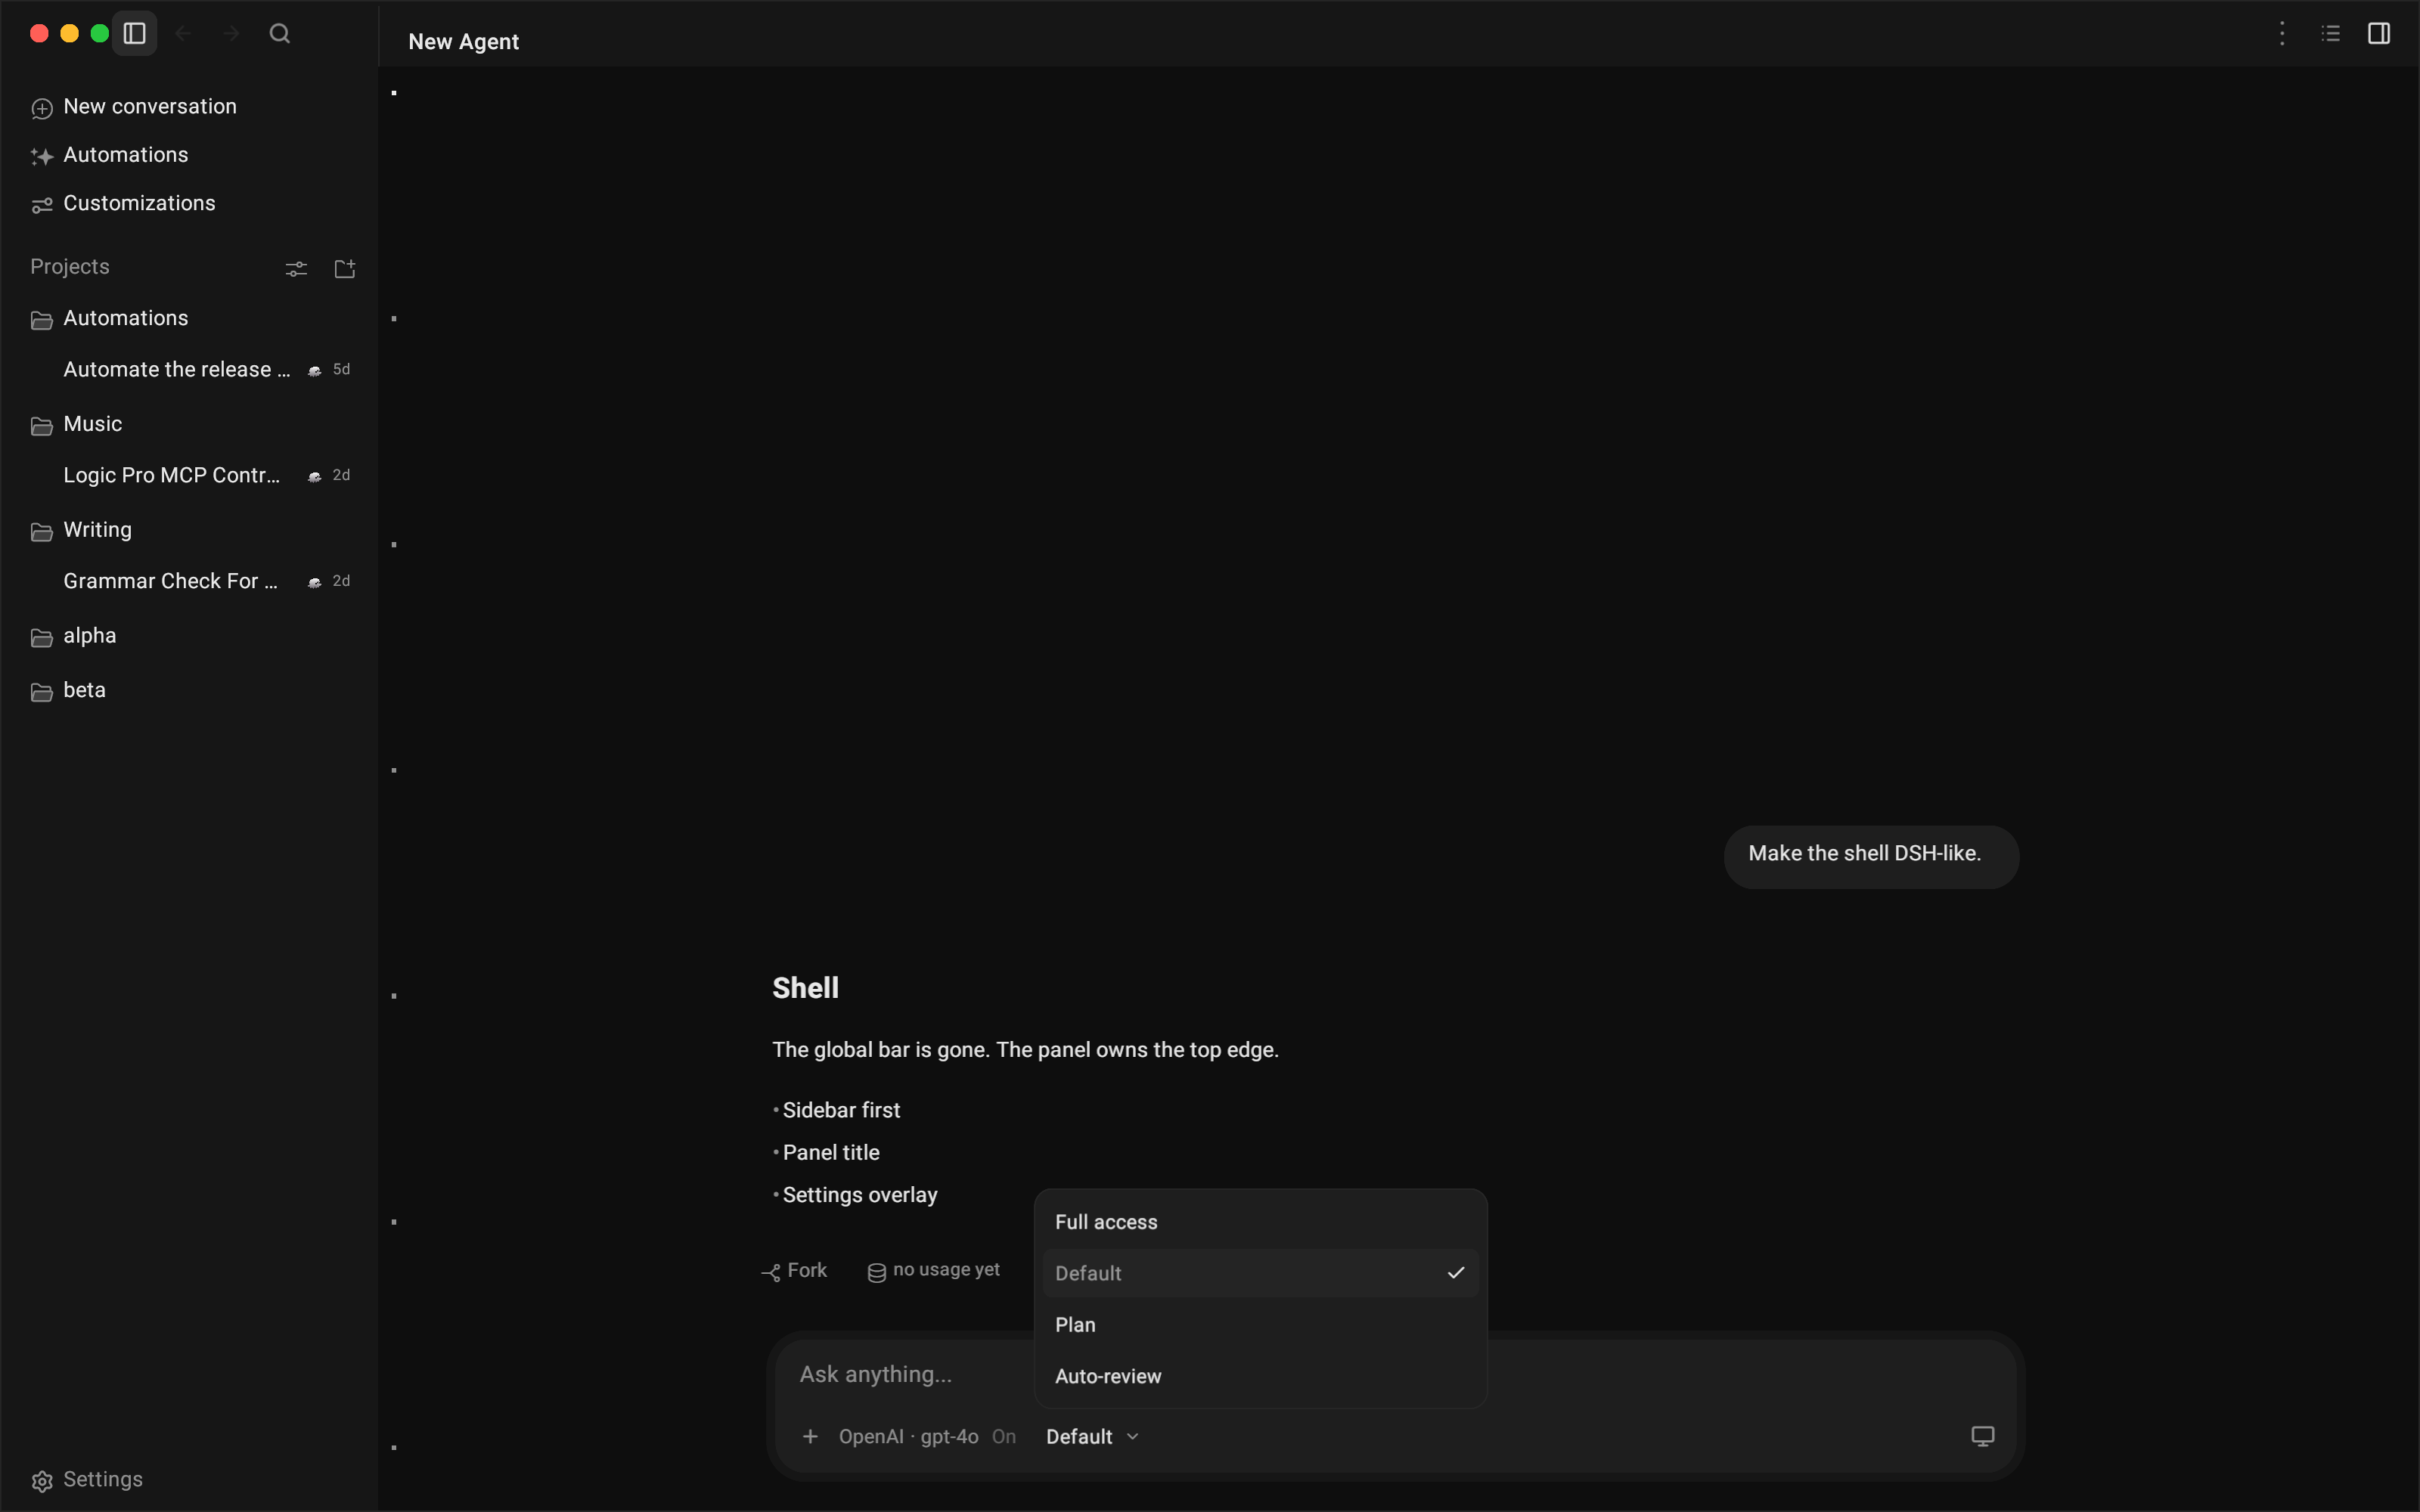 New Agent
New conversation
Automations
Customizations
Projects
Automations
Automate the release ... 5d
Music
Logic Pro MCP Contr... 2d
Writing
Grammar Check For ... 2d
alpha
beta
Settings
Make the shell DSH-like.
Shell
The global bar is gone. The panel owns the top edge.
• Sidebar first
• Panel title
• Settings overlay
Fork no usage yet
Full access
Default
Plan
Auto-review
Ask anything...
OpenAI · gpt-4o On Default